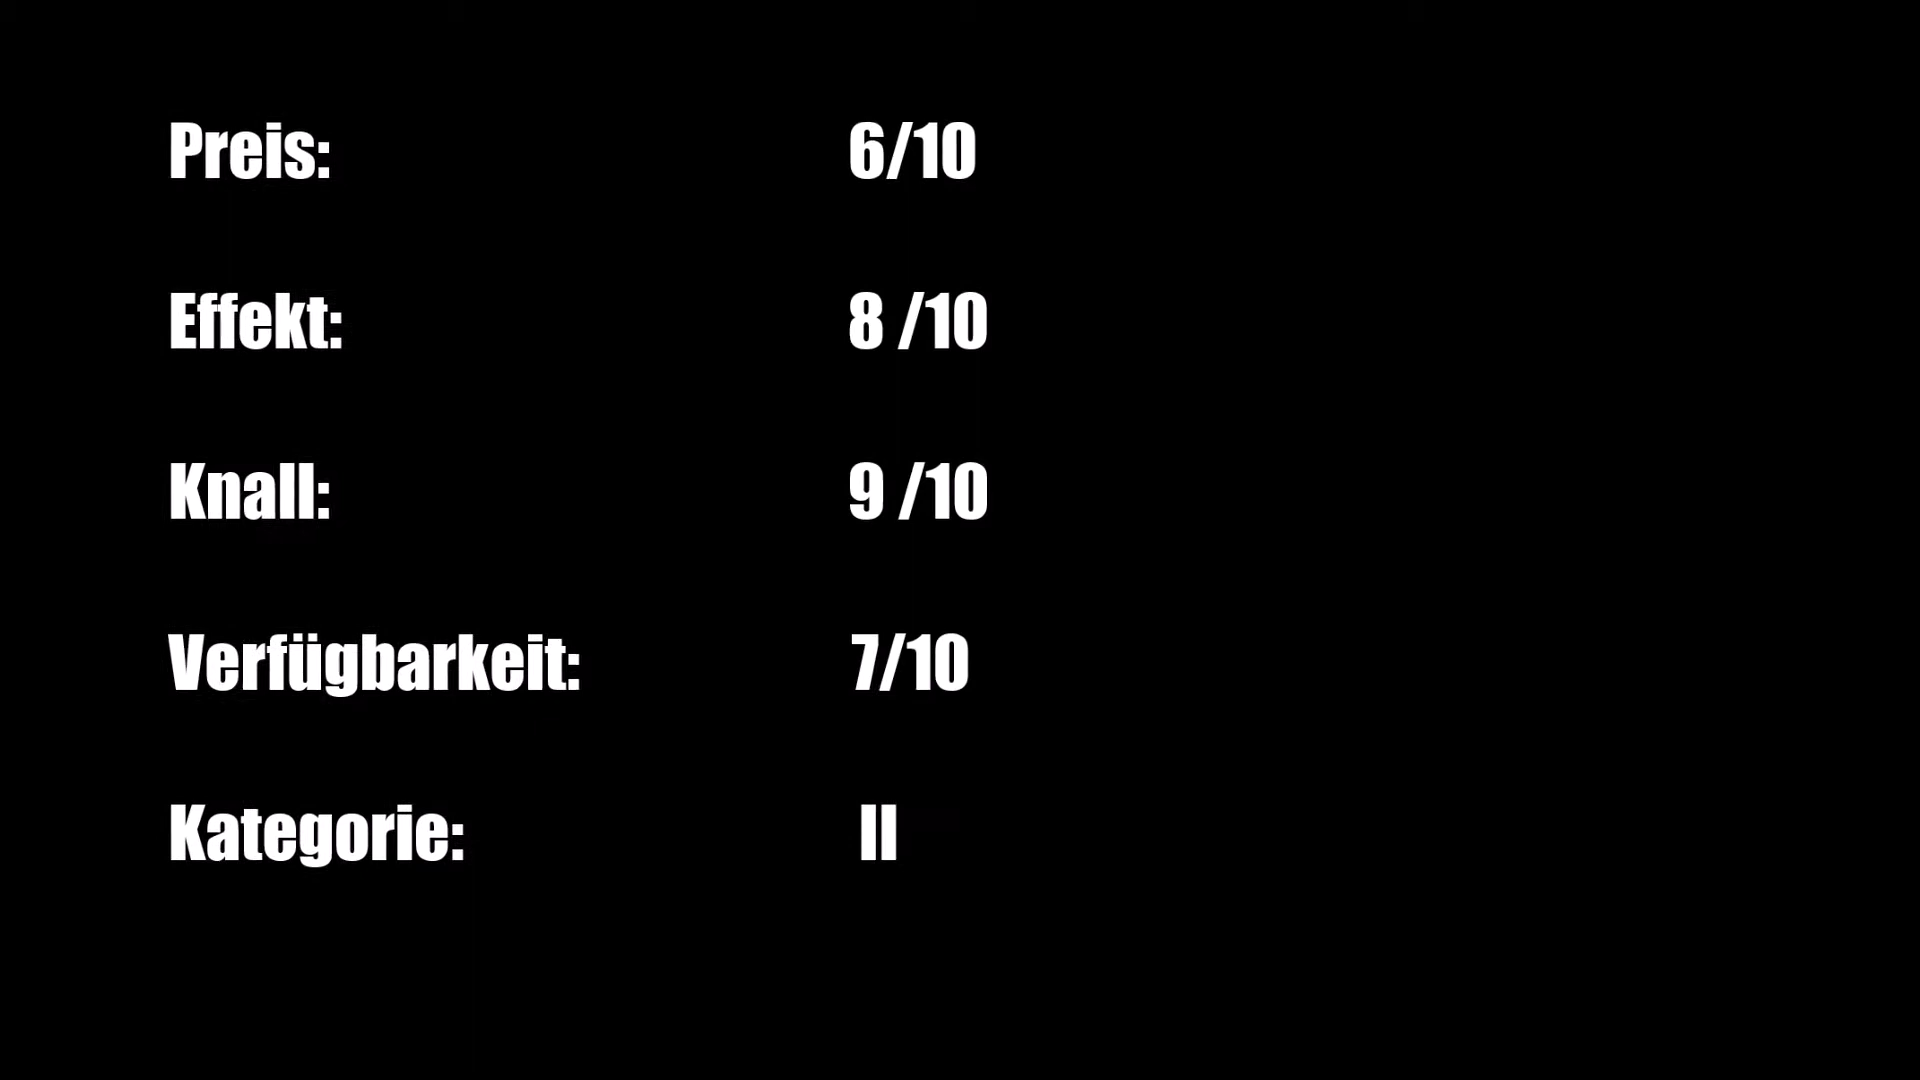 Preis: 6/10
Effekt: 8 /10
Knall: 9 /10
Verfügbarkeit: 7/10
Kategorie: II